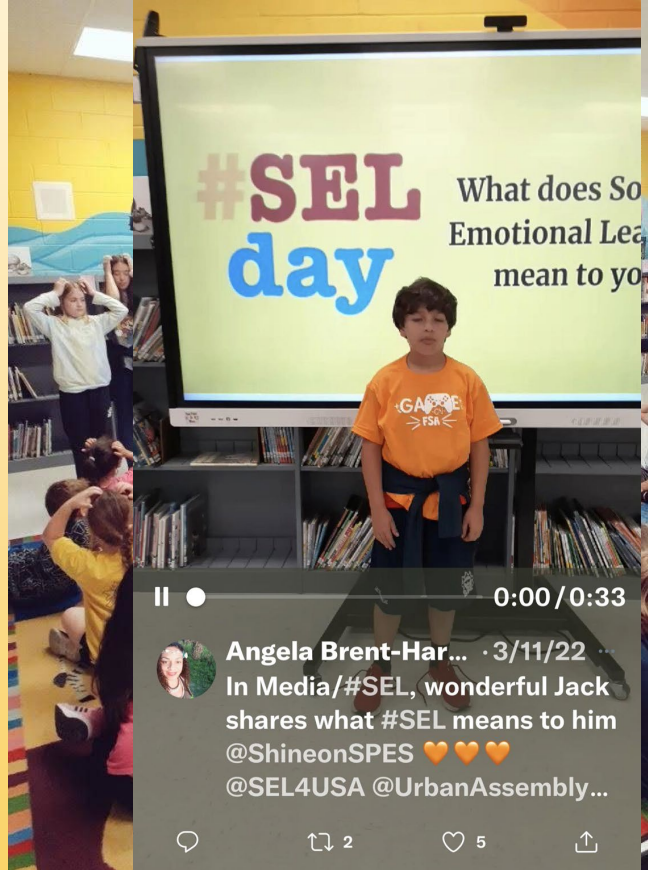 #SEL
day
What does So
Emotional Lea
mean to yo
GAME
FSA
0:00/0:33
Angela Brent-Har... · 3/11/22 ...
In Media/#SEL, wonderful Jack
shares what #SEL means to him
@ShineonSPES 🧡🧡🧡
@SEL4USA @UrbanAssembly...
2
5